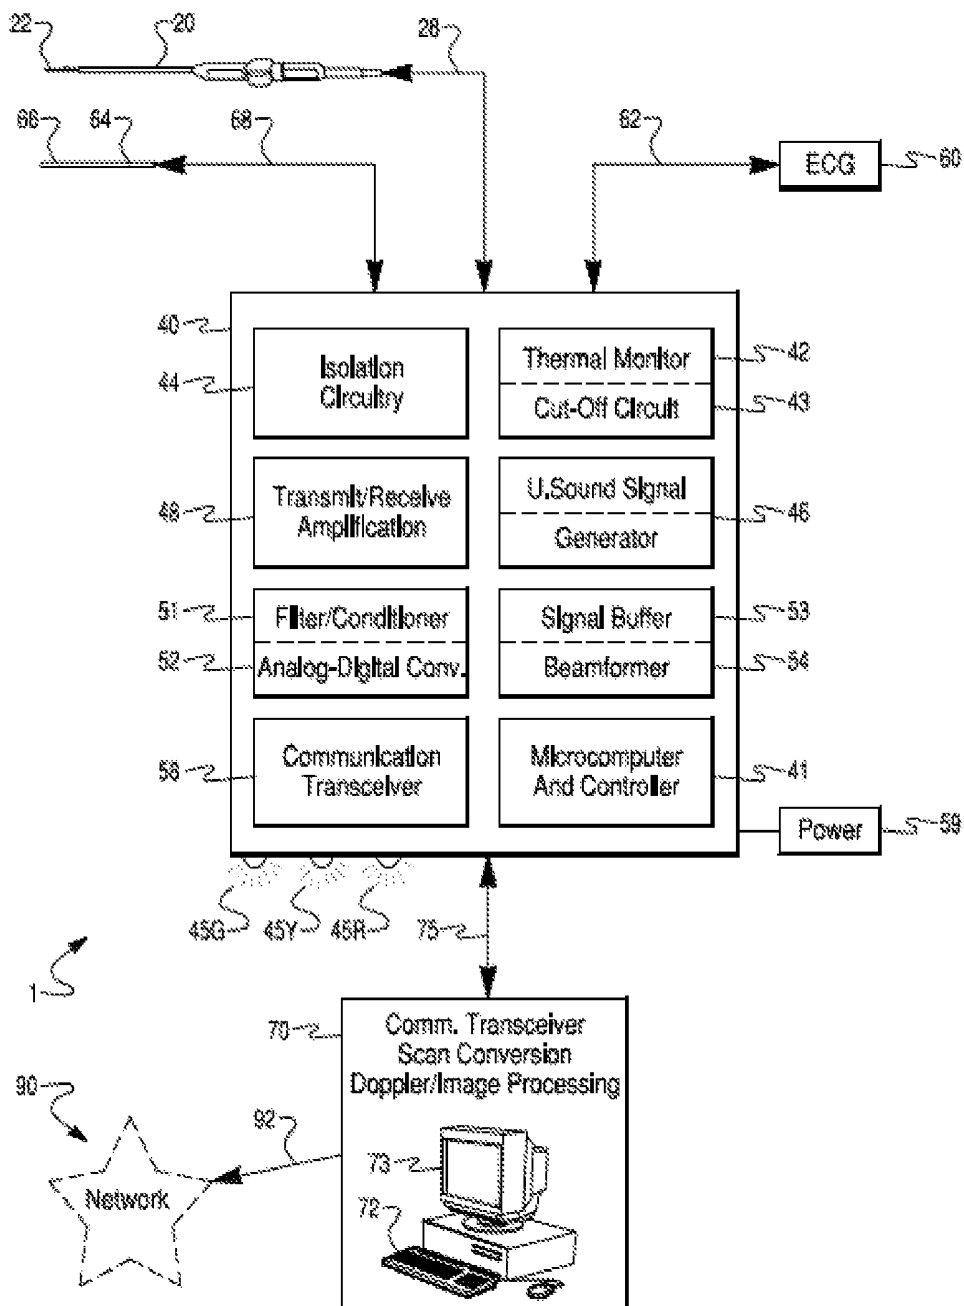 22
20
28
66
64
68
62
ECG
60
40
44
Isolation
Circuitry
Thermal Monitor
42
Cut-Off Circuit
43
48
Transmit/Receive
Amplification
U.Sound Signal
46
Generator
51
Filter/Conditioner
52
Analog-Digital Conv.
Signal Buffer
53
Beamformer
54
56
Communication
Transceiver
Microcomputer
And Controller
41
Power
59
45G
45Y
45R
75
1
70
Comm. Transceiver
Scan Conversion
Doppler/Image Processing
90
92
73
72
Network